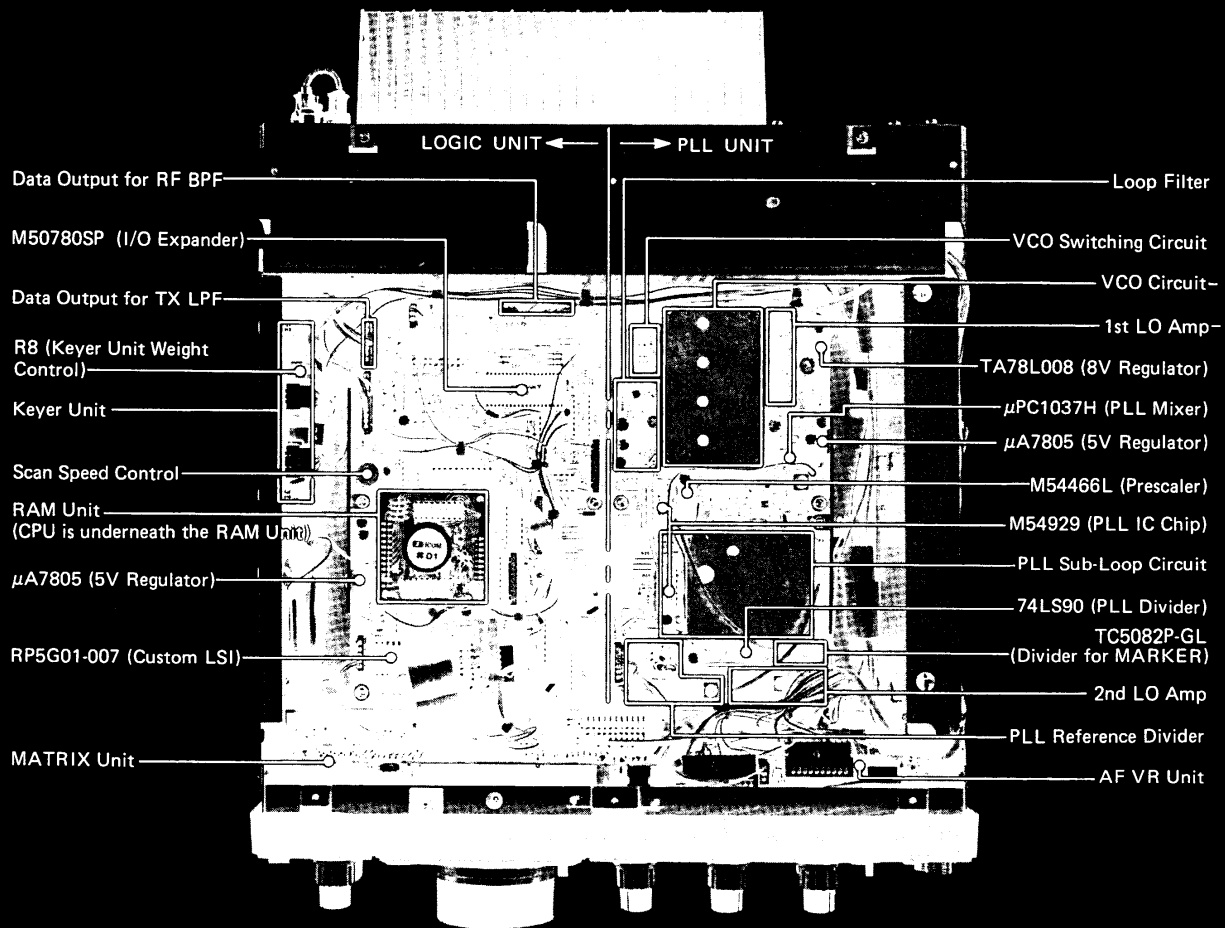 LOGIC UNIT
PLL UNIT
Data Output for RF BPF
M50780SP (I/O Expander)
Data Output for TX LPF
R8 (Keyer Unit Weight
Control)
Keyer Unit
Scan Speed Control
RAM Unit
(CPU is underneath the RAM Unit)
μA7805 (5V Regulator)
RP5G01-007 (Custom LSI)
MATRIX Unit
Loop Filter
VCO Switching Circuit
VCO Circuit
1st LO Amp
TA78L008 (8V Regulator)
μPC1037H (PLL Mixer)
μA7805 (5V Regulator)
M54466L (Prescaler)
M54929 (PLL IC Chip)
PLL Sub-Loop Circuit
74LS90 (PLL Divider)
TC5082P-GL
(Divider for MARKER)
2nd LO Amp
PLL Reference Divider
AF VR Unit